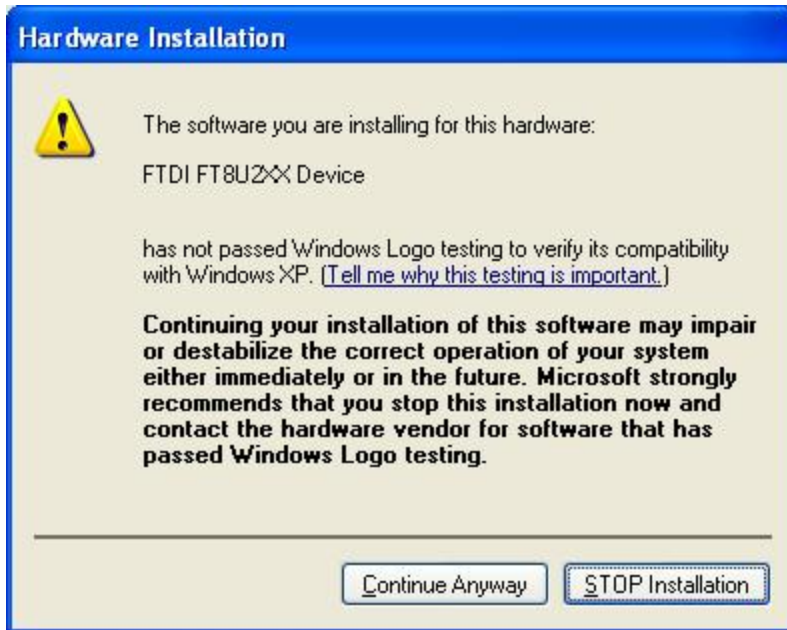 Hardware Installation
The software you are installing for this hardware:
FTDI FT8U2XX Device
has not passed Windows Logo testing to verify its compatibility
with Windows XP. (Tell me why this testing is important.)
Continuing your installation of this software may impair
or destabilize the correct operation of your system
either immediately or in the future. Microsoft strongly
recommends that you stop this installation now and
contact the hardware vendor for software that has
passed Windows Logo testing.
Continue Anyway
STOP Installation